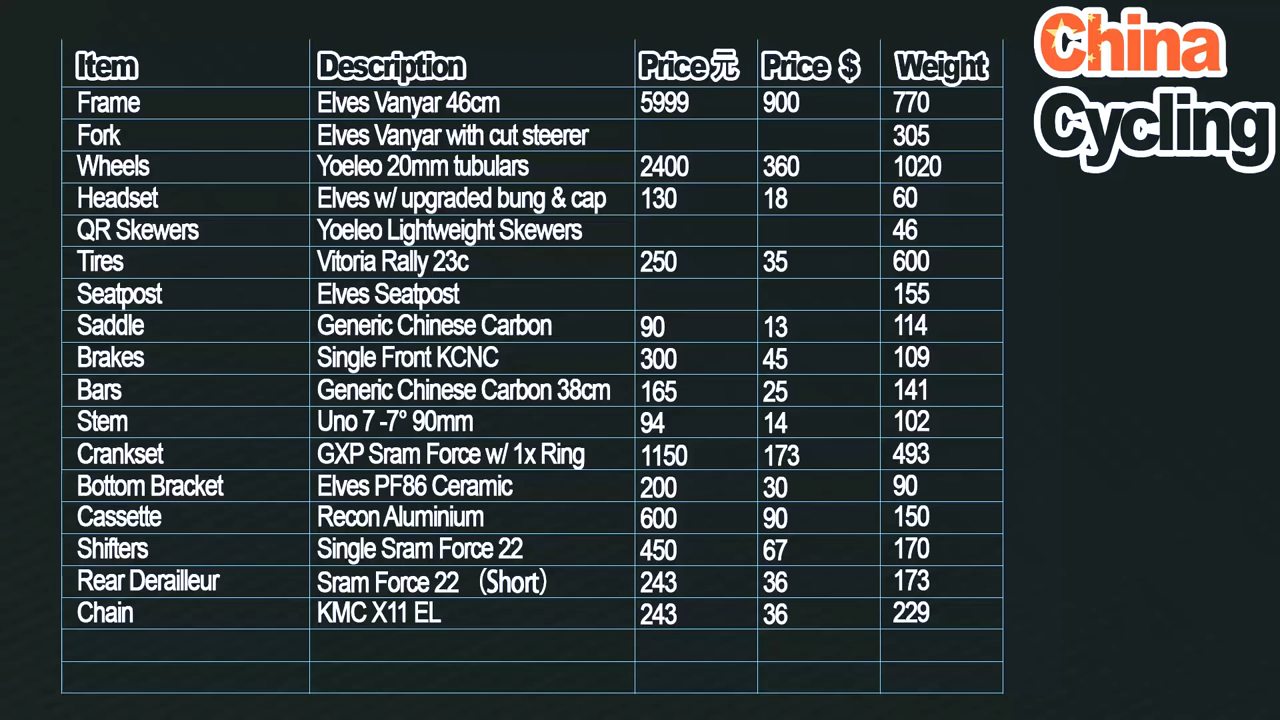 China
Cycling
Item Description Price元 Price $ Weight
Frame Elves Vanyar 46cm 5999 900 770
Fork Elves Vanyar with cut steerer 305
Wheels Yoeleo 20mm tubulars 2400 360 1020
Headset Elves w/ upgraded bung & cap 130 18 60
QR Skewers Yoeleo Lightweight Skewers 46
Tires Vitoria Rally 23c 250 35 600
Seatpost Elves Seatpost 155
Saddle Generic Chinese Carbon 90 13 114
Brakes Single Front KCNC 300 45 109
Bars Generic Chinese Carbon 38cm 165 25 141
Stem Uno 7 -7° 90mm 94 14 102
Crankset GXP Sram Force w/ 1x Ring 1150 173 493
Bottom Bracket Elves PF86 Ceramic 200 30 90
Cassette Recon Aluminium 600 90 150
Shifters Single Sram Force 22 450 67 170
Rear Derailleur Sram Force 22 （Short） 243 36 173
Chain KMC X11 EL 243 36 229